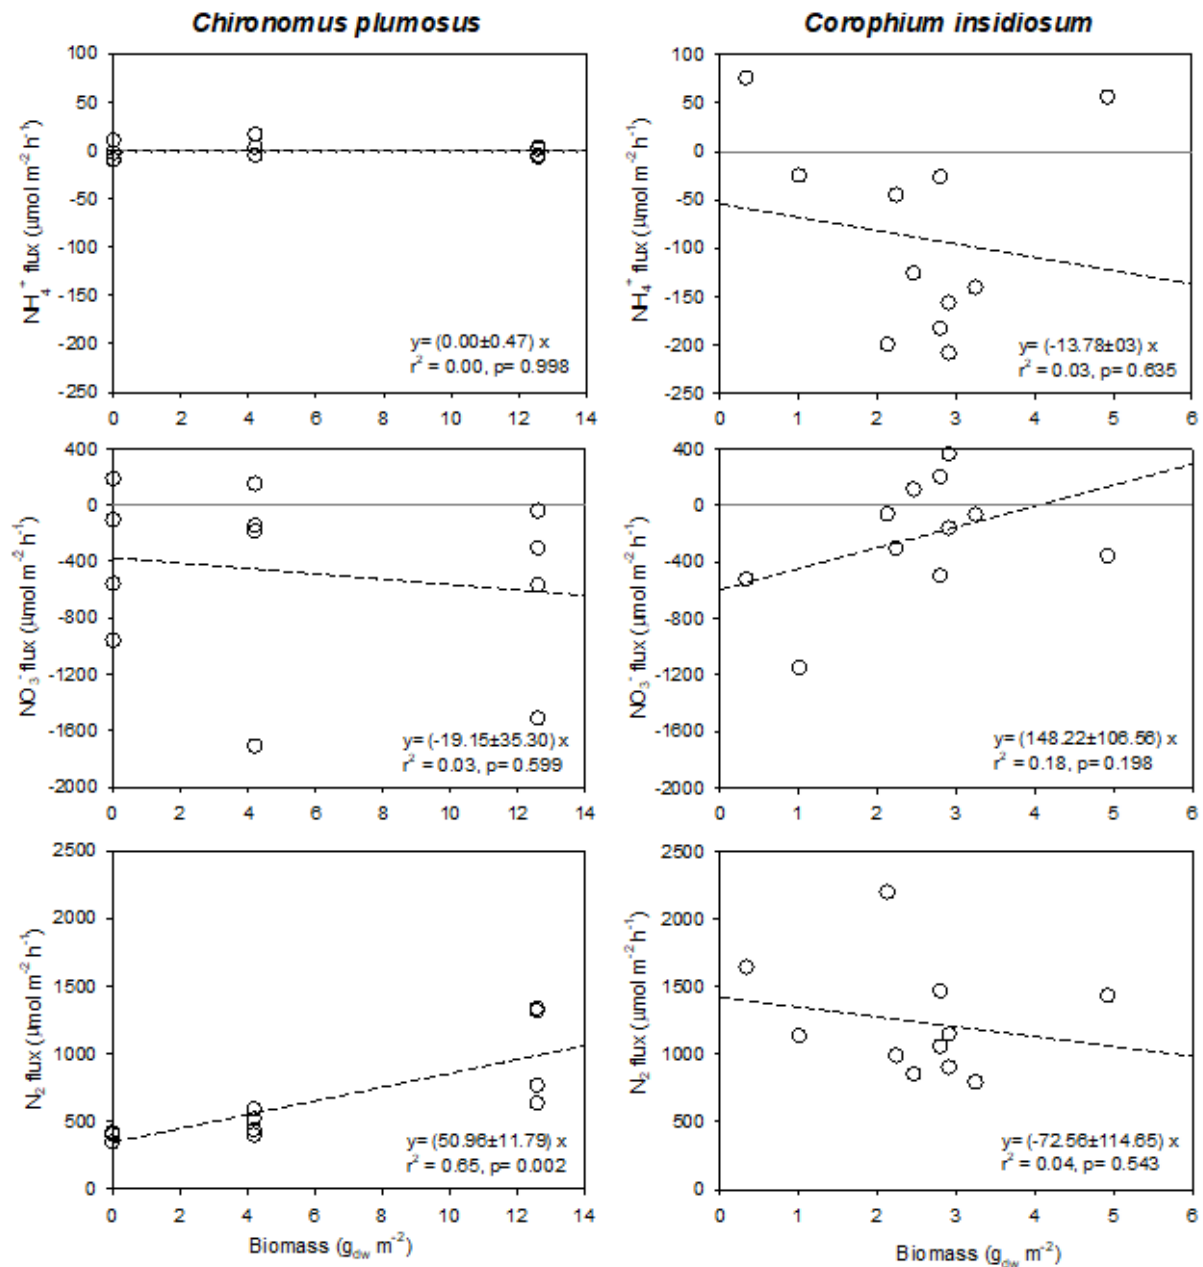 Chironomus plumosus
Corophium insidiosum
100
50
0
-50
-100
-150
-200
-250
NH₄⁺ flux (µmol m⁻² h⁻¹)
y= (0.00±0.47) x
r² = 0.00, p= 0.998
0 2 4 6 8 10 12 14
100
50
0
-50
-100
-150
-200
-250
NH₄⁺ flux (µmol m⁻² h⁻¹)
y= (-13.78±03) x
r² = 0.03, p= 0.635
0 1 2 3 4 5 6
400
0
-400
-800
-1200
-1600
-2000
NO₃⁻ flux (µmol m⁻² h⁻¹)
y= (-19.15±35.30) x
r² = 0.03, p= 0.599
0 2 4 6 8 10 12 14
400
0
-400
-800
-1200
-1600
-2000
NO₃⁻ flux (µmol m⁻² h⁻¹)
y= (148.22±106.56) x
r² = 0.18, p= 0.198
0 1 2 3 4 5 6
2500
2000
1500
1000
500
0
N₂ flux (µmol m⁻² h⁻¹)
y= (50.96±11.79) x
r² = 0.65, p= 0.002
0 2 4 6 8 10 12 14
Biomass (g_dw m⁻²)
2500
2000
1500
1000
500
0
N₂ flux (µmol m⁻² h⁻¹)
y= (-72.56±114.65) x
r² = 0.04, p= 0.543
0 1 2 3 4 5 6
Biomass (g_dw m⁻²)